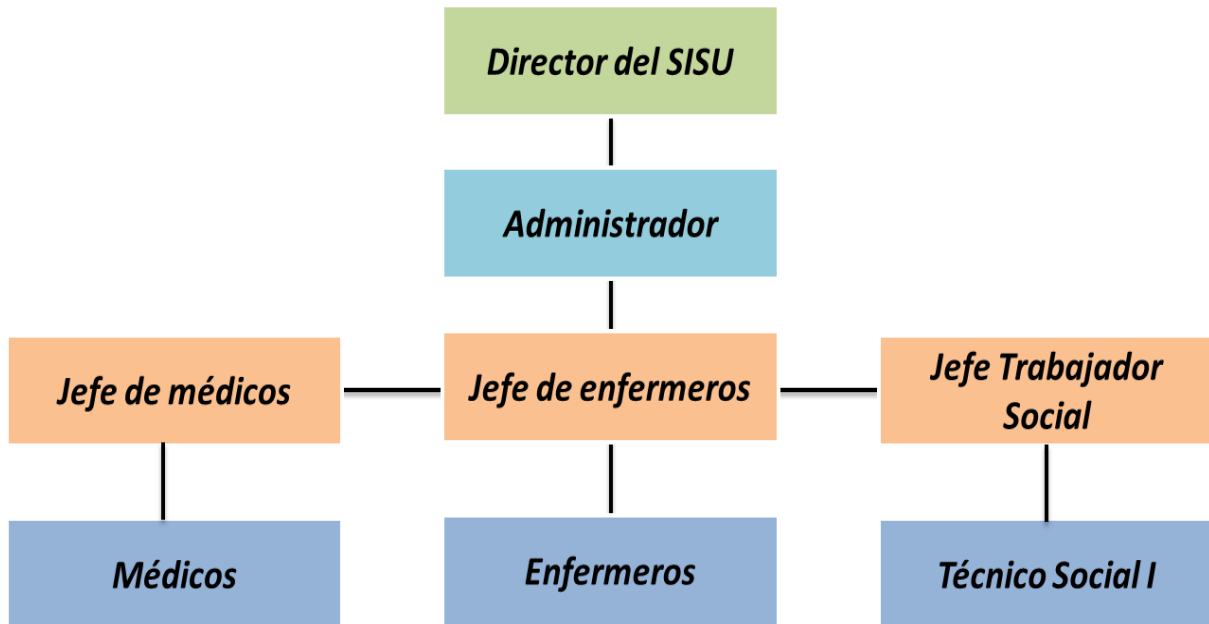 Director del SISU
Administrador
Jefe de médicos
Jefe de enfermeros
Jefe Trabajador
Social
Médicos
Enfermeros
Técnico Social I